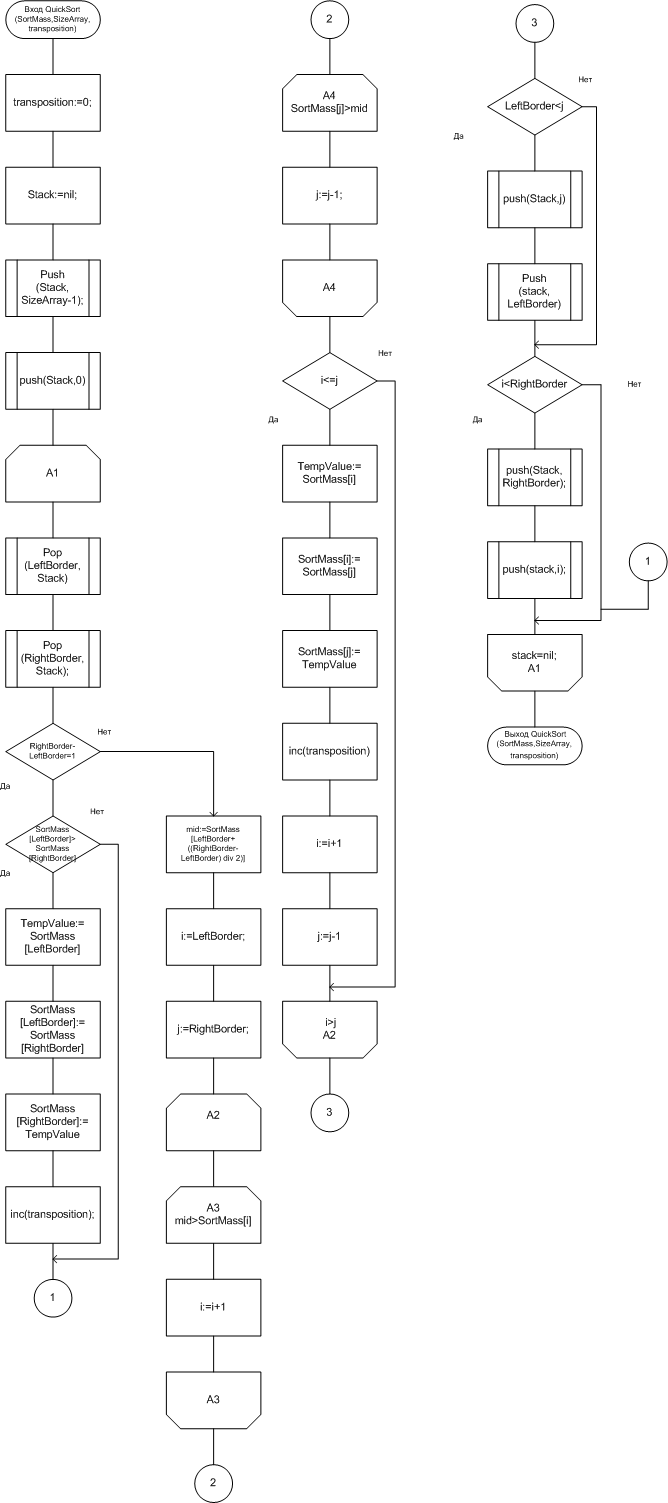 Вход QuickSort
(SortMass,SizeArray,
transposition)
transposition:=0;
Stack:=nil;
Push
(Stack,
SizeArray-1);
push(Stack,0)
A1
Pop
(LeftBorder,
Stack)
Pop
(RightBorder,
Stack);
RightBorder-
LeftBorder=1
Нет
Да
SortMass
[LeftBorder]>
SortMass
[RightBorder]
Нет
Да
TempValue:=
SortMass
[LeftBorder]
SortMass
[LeftBorder]:=
SortMass
[RightBorder]
SortMass
[RightBorder]:=
TempValue
inc(transposition);
1
mid:=SortMass
[LeftBorder+
((RightBorder-
LeftBorder) div 2)]
i:=LeftBorder;
j:=RightBorder;
A2
A3
mid>SortMass[i]
i:=i+1
A3
2
2
A4
SortMass[j]>mid
j:=j-1;
A4
i<=j
Нет
Да
TempValue:=
SortMass[i]
SortMass[i]:=
SortMass[j]
SortMass[j]:=
TempValue
inc(transposition)
i:=i+1
j:=j-1
i>j
A2
3
3
LeftBorder<j
Нет
Да
push(Stack,j)
Push
(stack,
LeftBorder)
i<RightBorder
Нет
Да
push(Stack,
RightBorder);
push(stack,i);
1
stack=nil;
A1
Выход QuickSort
(SortMass,SizeArray,
transposition)